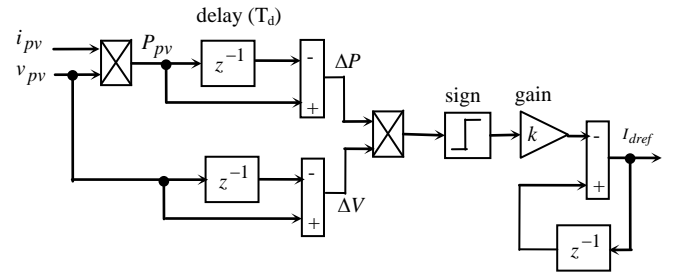 delay (T_d)
i_pv
P_pv
z⁻¹
-
ΔP
v_pv
+
sign
gain
k
-
I_dref
z⁻¹
-
+
ΔV
+
z⁻¹